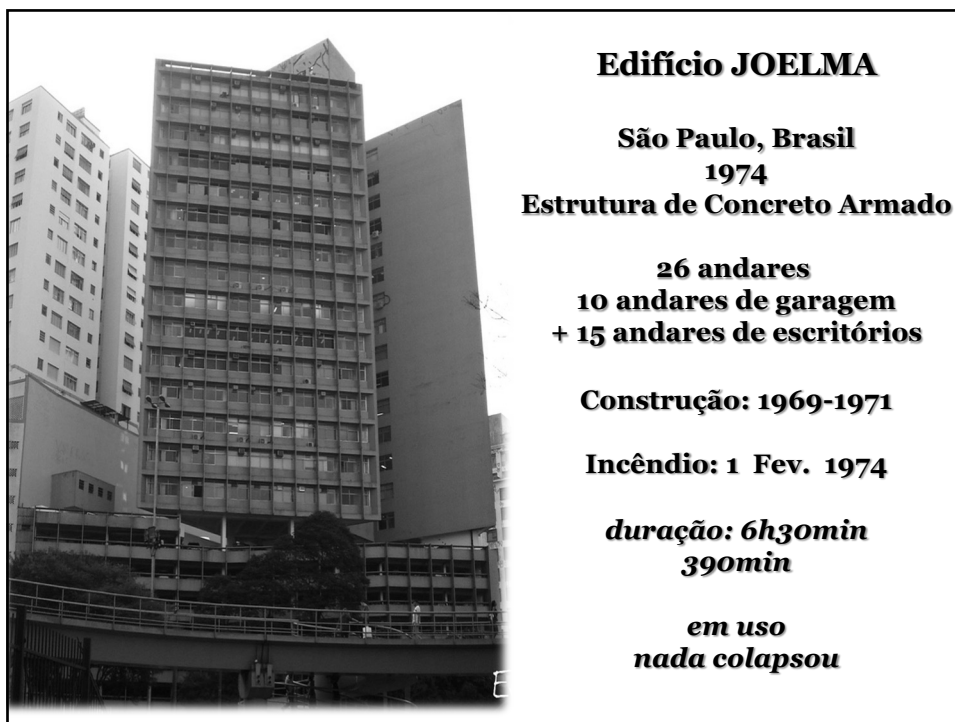 Edifício JOELMA
São Paulo, Brasil
1974
Estrutura de Concreto Armado
26 andares
10 andares de garagem
+ 15 andares de escritórios
Construção: 1969-1971
Incêndio: 1 Fev. 1974
duração: 6h30min
390min
em uso
nada colapsou
E